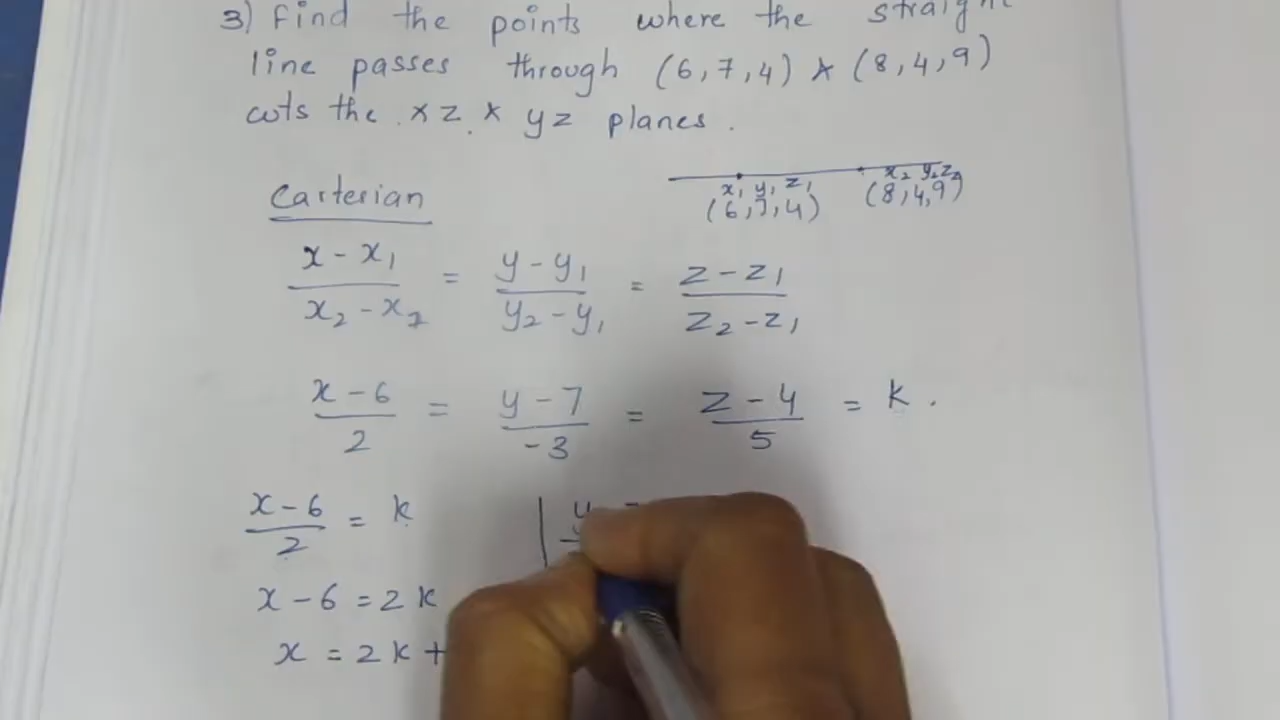 3) Find the points where the straight
line passes through (6,7,4) & (8,4,9)
cuts the xz & yz planes.
Carterian
x₁ y₁ z₁
(6,7,4)
x₂ y₂ z₂
(8,4,9)
x - x₁ / x₂ - x₁ = y - y₁ / y₂ - y₁ = z - z₁ / z₂ - z₁
x - 6 / 2 = y - 7 / -3 = z - 4 / 5 = k.
x - 6 / 2 = k
x - 6 = 2k
x = 2k +
y